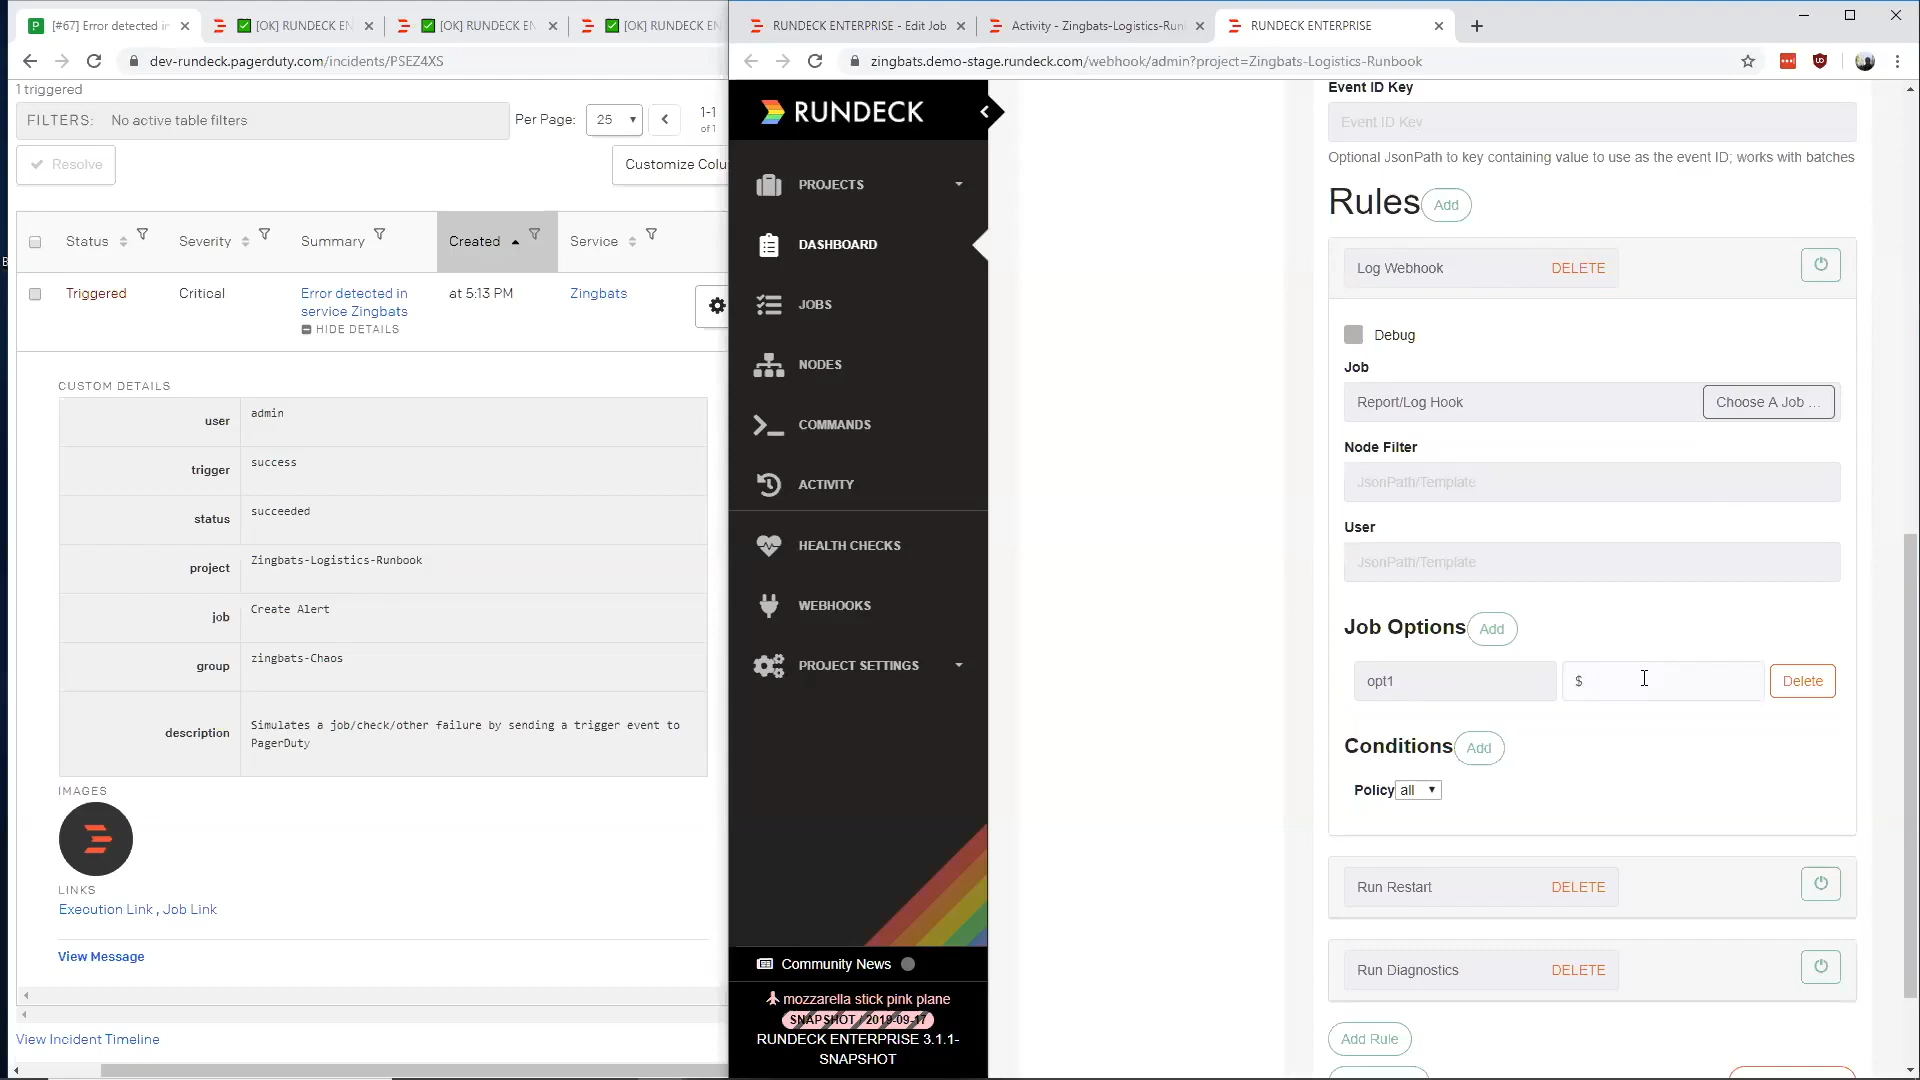 [#67] Error detected in
[OK] RUNDECK EN
[OK] RUNDECK EN
[OK] RUNDECK EN
dev-rundeck.pagerduty.com/incidents/PSEZ4XS
1 triggered
FILTERS: No active table filters
Per Page: 25
1-1
of 1
Resolve
Customize Colu
Status
Severity
Summary
Created
Service
Triggered
Critical
Error detected in
service Zingbats
HIDE DETAILS
at 5:13 PM
Zingbats
CUSTOM DETAILS
user admin
trigger success
status succeeded
project Zingbats-Logistics-Runbook
job Create Alert
group zingbats-Chaos
description Simulates a job/check/other failure by sending a trigger event to
PagerDuty
IMAGES
LINKS
Execution Link , Job Link
View Message
View Incident Timeline
RUNDECK ENTERPRISE - Edit Job
Activity - Zingbats-Logistics-Run
RUNDECK ENTERPRISE
zingbats.demo-stage.rundeck.com/webhook/admin?project=Zingbats-Logistics-Runbook
RUNDECK
PROJECTS
DASHBOARD
JOBS
NODES
COMMANDS
ACTIVITY
HEALTH CHECKS
WEBHOOKS
PROJECT SETTINGS
Community News
mozzarella stick pink plane
SNAPSHOT / 2019-09-17
RUNDECK ENTERPRISE 3.1.1-
SNAPSHOT
Event ID Key
Event ID Key
Optional JsonPath to key containing value to use as the event ID; works with batches
Rules Add
Log Webhook DELETE
Debug
Job
Report/Log Hook Choose A Job ...
Node Filter
JsonPath/Template
User
JsonPath/Template
Job Options Add
opt1 $ Delete
Conditions Add
Policy all
Run Restart DELETE
Run Diagnostics DELETE
Add Rule